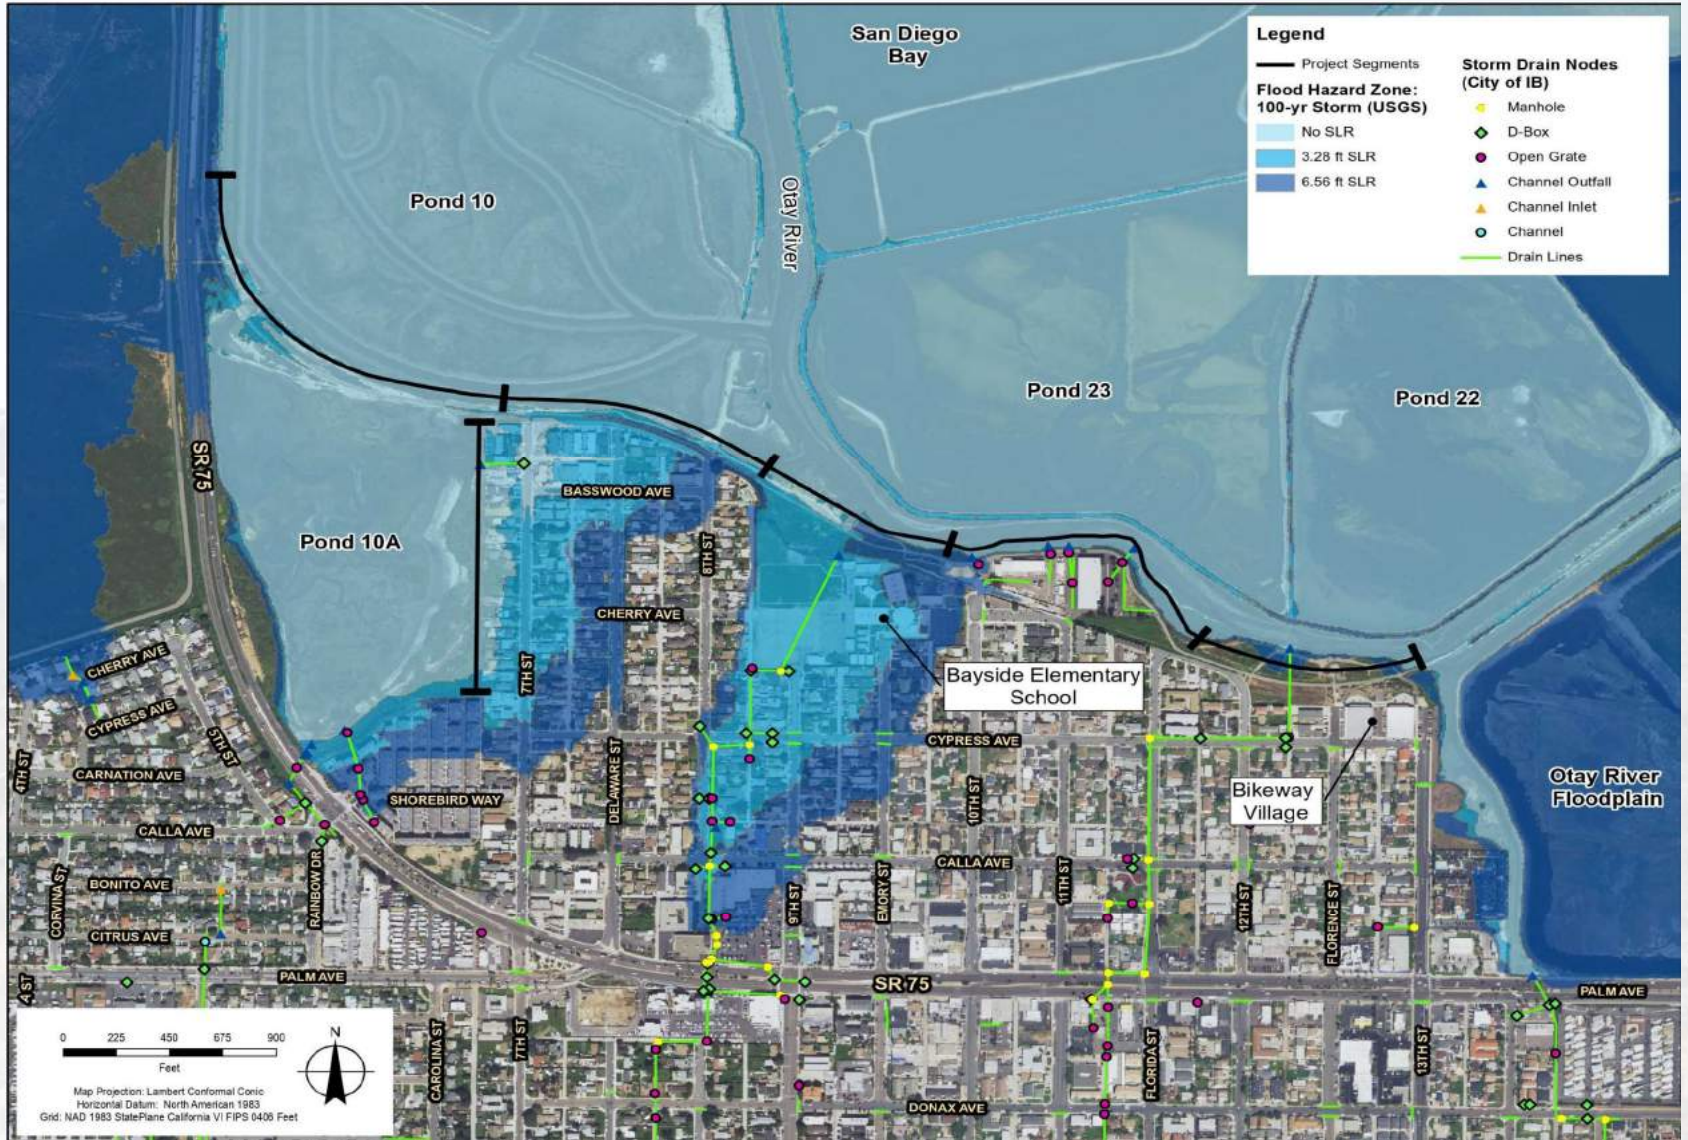 San Diego
Bay
Legend
Project Segments
Flood Hazard Zone:
100-yr Storm (USGS)
No SLR
3.28 ft SLR
6.56 ft SLR
Storm Drain Nodes
(City of IB)
Manhole
D-Box
Open Grate
Channel Outfall
Channel Inlet
Channel
Drain Lines
Pond 10
Otay River
Pond 23
Pond 22
SR 75
Pond 10A
BASSWOOD AVE
8TH ST
CHERRY AVE
7TH ST
Bayside Elementary
School
CHERRY AVE
CYPRESS AVE
5TH ST
4TH ST
CARNATION AVE
SHOREBIRD WAY
DELAWARE ST
CYPRESS AVE
10TH ST
Bikeway
Village
Otay River
Floodplain
CALLA AVE
CALLA AVE
CORVINA ST
BONITO AVE
RAINBOW DR
CITRUS AVE
9TH ST
EMORY ST
11TH ST
12TH ST
FLORENCE ST
PALM AVE
SR 75
PALM AVE
CAROLINA ST
7TH ST
FLORIDA ST
13TH ST
DONAX AVE
0 225 450 675 900
Feet
N
Map Projection: Lambert Conformal Conic
Horizontal Datum: North American 1983
Grid: NAD 1983 StatePlane California VI FIPS 0406 Feet